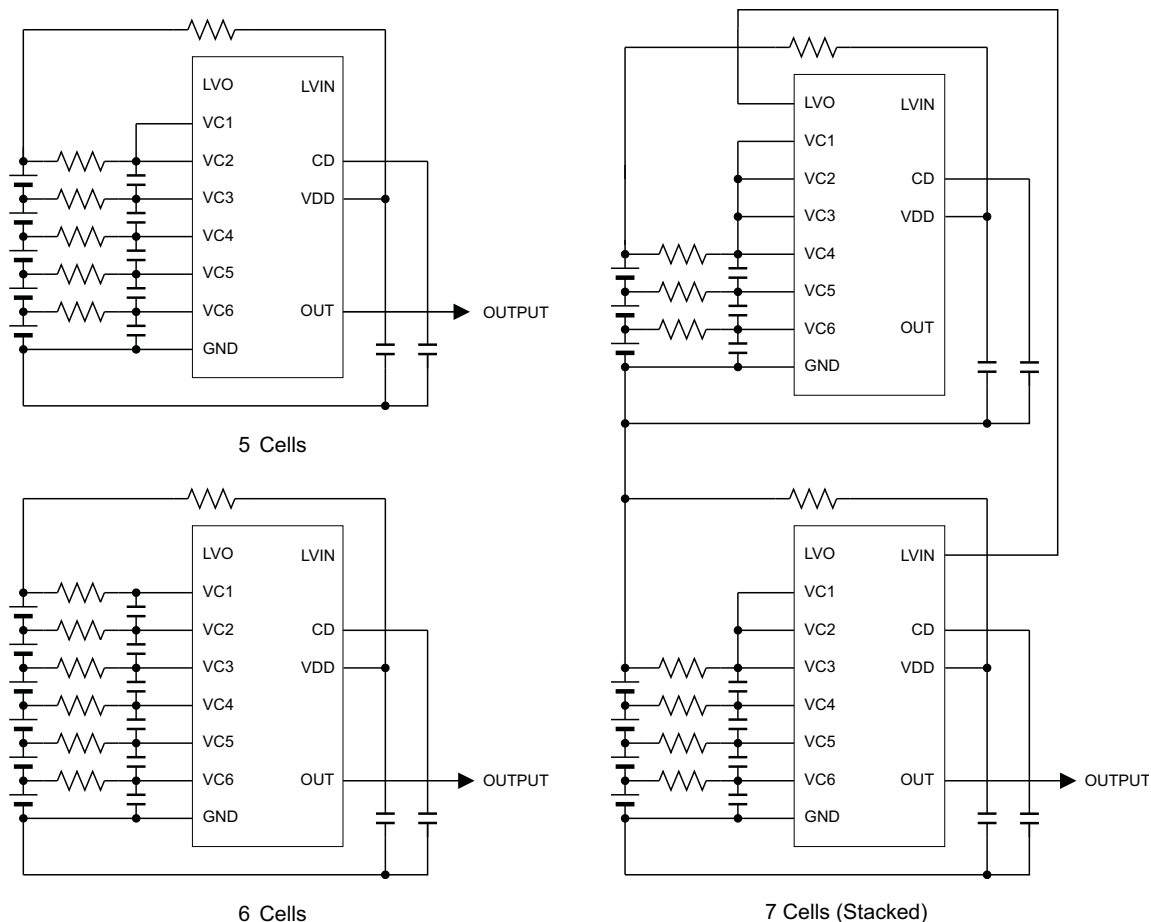 LVO LVIN
VC1
VC2 CD
VC3 VDD
VC4
VC5
VC6 OUT OUTPUT
GND
5 Cells
LVO LVIN
VC1
VC2 CD
VC3 VDD
VC4
VC5
VC6 OUT OUTPUT
GND
6 Cells
LVO LVIN
VC1
VC2 CD
VC3 VDD
VC4
VC5
VC6 OUT
GND
LVO LVIN
VC1
VC2 CD
VC3 VDD
VC4
VC5
VC6 OUT OUTPUT
GND
7 Cells (Stacked)